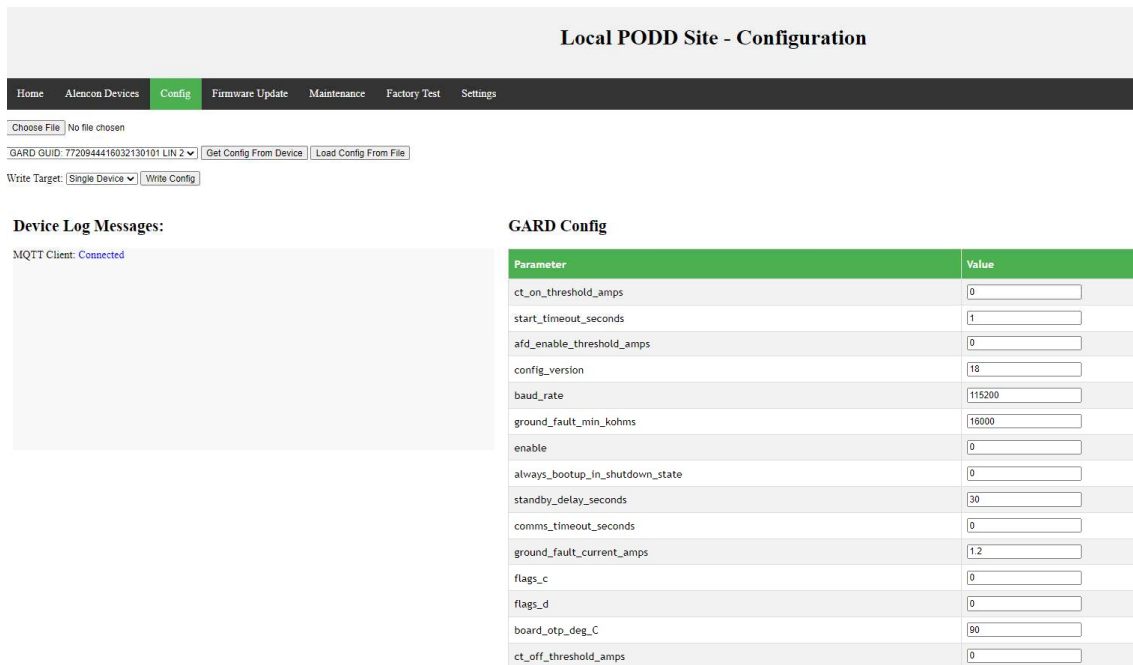 Local PODD Site - Configuration
Home Alencon Devices Config Firmware Update Maintenance Factory Test Settings
Choose File No file chosen
GARD GUID: 7720944416032130101 LIN 2 Get Config From Device Load Config From File
Write Target: Single Device Write Config
Device Log Messages:
MQTT Client: Connected
GARD Config
Parameter Value
ct_on_threshold_amps 0
start_timeout_seconds 1
afd_enable_threshold_amps 0
config_version 18
baud_rate 115200
ground_fault_min_kohms 16000
enable 0
always_bootup_in_shutdown_state 0
standby_delay_seconds 30
comms_timeout_seconds 0
ground_fault_current_amps 1.2
flags_c 0
flags_d 0
board_otp_deg_C 90
ct_off_threshold_amps 0